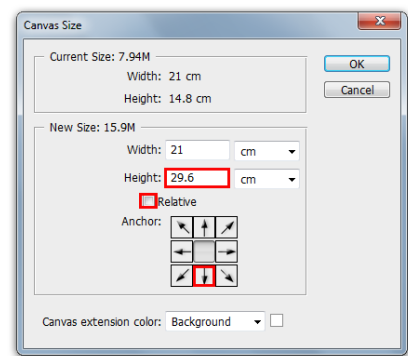 Canvas Size
Current Size: 7.94M
Width: 21 cm
Height: 14.8 cm
OK
Cancel
New Size: 15.9M
Width: 21 cm
Height: 29.6 cm
Relative
Anchor:
Canvas extension color: Background